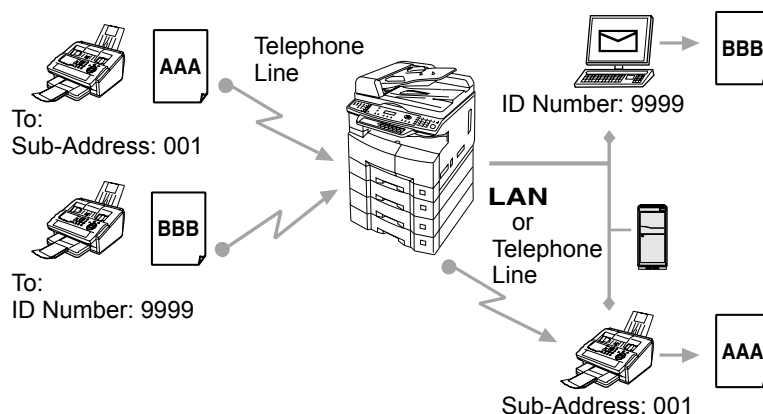 AAA
To:
Sub-Address: 001
Telephone
Line
BBB
To:
ID Number: 9999
ID Number: 9999
BBB
LAN
or
Telephone
Line
AAA
Sub-Address: 001